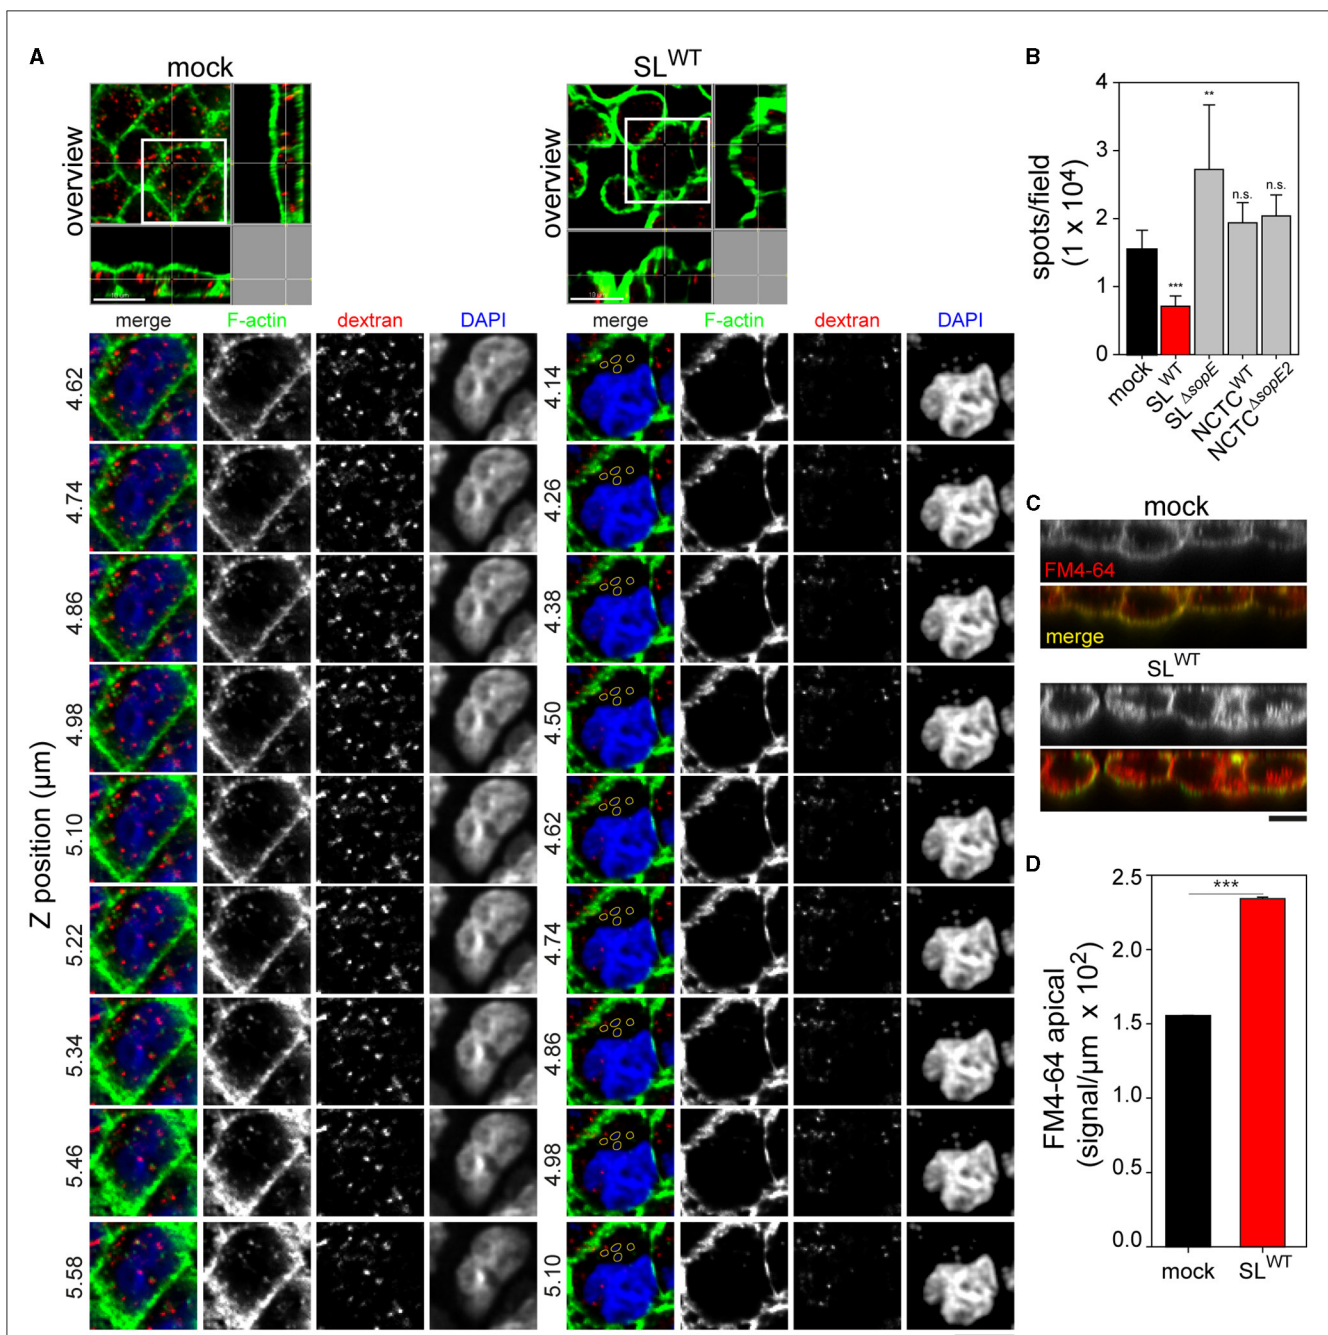 A
mock
SL^WT
overview
overview
10 µm
10 µm
merge F-actin dextran DAPI
merge F-actin dextran DAPI
Z position (µm)
4.62
4.74
4.86
4.98
5.10
5.22
5.34
5.46
5.58
4.14
4.26
4.38
4.50
4.62
4.74
4.86
4.98
5.10
B
spots/field
(1 x 10^4)
4
3
2
1
0
***
**
n.s.
n.s.
mock
SL^WT
SL^ΔsopE
NCTC^WT
NCTC^ΔsopE2
C
mock
FM4-64
merge
SL^WT
D
FM4-64 apical
(signal/µm x 10^2)
2.5
2.0
1.5
1.0
0.5
0.0
***
mock
SL^WT